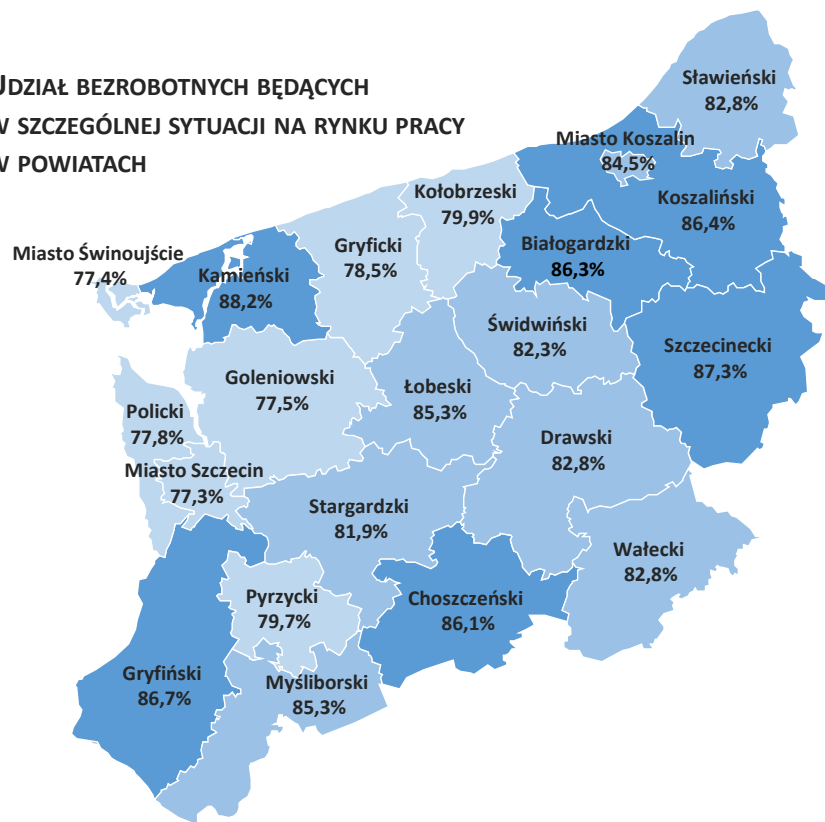 UDZIAŁ BEZROBOTNYCH BĘDĄCYCH
W SZCZEGÓLNEJ SYTUACJI NA RYNKU PRACY
W POWIATACH
Sławieński
82,8%
Miasto Koszalin
84,5%
Koszaliński
86,4%
Kołobrzeski
79,9%
Białogardzki
86,3%
Gryficki
78,5%
Miasto Świnoujście
77,4%
Kamieński
88,2%
Świdwiński
82,3%
Szczecinecki
87,3%
Goleniowski
77,5%
Łobeski
85,3%
Policki
77,8%
Drawski
82,8%
Miasto Szczecin
77,3%
Stargardzki
81,9%
Wałecki
82,8%
Pyrzycki
79,7%
Choszczeński
86,1%
Gryfiński
86,7%
Myśliborski
85,3%